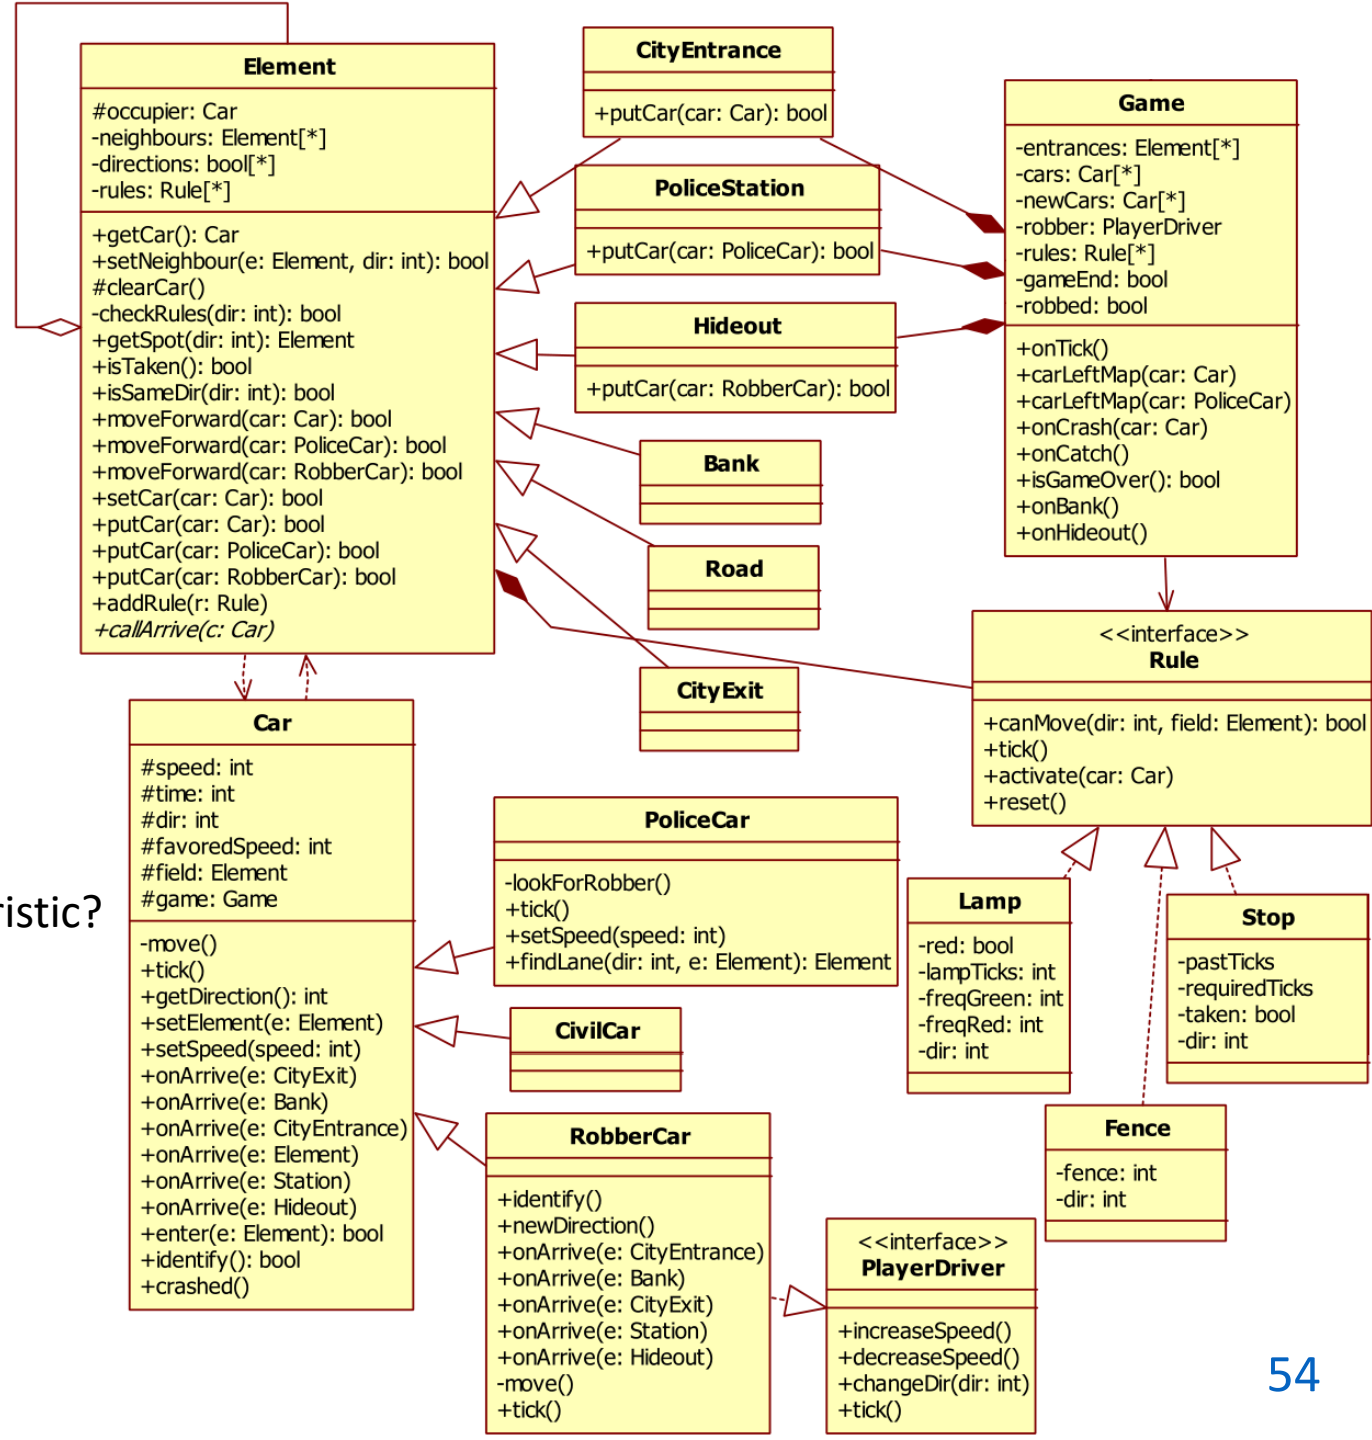 Element
#occupier: Car
-neighbours: Element[*]
-directions: bool[*]
-rules: Rule[*]
+getCar(): Car
+setNeighbour(e: Element, dir: int): bool
#clearCar()
-checkRules(dir: int): bool
+getSpot(dir: int): Element
+isTaken(): bool
+isSameDir(dir: int): bool
+moveForward(car: Car): bool
+moveForward(car: PoliceCar): bool
+moveForward(car: RobberCar): bool
+setCar(car: Car): bool
+putCar(car: Car): bool
+putCar(car: PoliceCar): bool
+putCar(car: RobberCar): bool
+addRule(r: Rule)
+callArrive(c: Car)
CityEntrance
+putCar(car: Car): bool
PoliceStation
+putCar(car: PoliceCar): bool
Hideout
+putCar(car: RobberCar): bool
Bank
Road
CityExit
Game
-entrances: Element[*]
-cars: Car[*]
-newCars: Car[*]
-robber: PlayerDriver
-rules: Rule[*]
-gameEnd: bool
-robbed: bool
+onTick()
+carLeftMap(car: Car)
+carLeftMap(car: PoliceCar)
+onCrash(car: Car)
+onCatch()
+isGameOver(): bool
+onBank()
+onHideout()
<<interface>>
Rule
+canMove(dir: int, field: Element): bool
+tick()
+activate(car: Car)
+reset()
ristic?
Car
#speed: int
#time: int
#dir: int
#favoredSpeed: int
#field: Element
#game: Game
-move()
+tick()
+getDirection(): int
+setElement(e: Element)
+setSpeed(speed: int)
+onArrive(e: CityExit)
+onArrive(e: Bank)
+onArrive(e: CityEntrance)
+onArrive(e: Element)
+onArrive(e: Station)
+onArrive(e: Hideout)
+enter(e: Element): bool
+identify(): bool
+crashed()
PoliceCar
-lookForRobber()
+tick()
+setSpeed(speed: int)
+findLane(dir: int, e: Element): Element
CivilCar
RobberCar
+identify()
+newDirection()
+onArrive(e: CityEntrance)
+onArrive(e: Bank)
+onArrive(e: CityExit)
+onArrive(e: Station)
+onArrive(e: Hideout)
-move()
+tick()
<<interface>>
PlayerDriver
+increaseSpeed()
+decreaseSpeed()
+changeDir(dir: int)
+tick()
Lamp
-red: bool
-lampTicks: int
-freqGreen: int
-freqRed: int
-dir: int
Stop
-pastTicks
-requiredTicks
-taken: bool
-dir: int
Fence
-fence: int
-dir: int
54